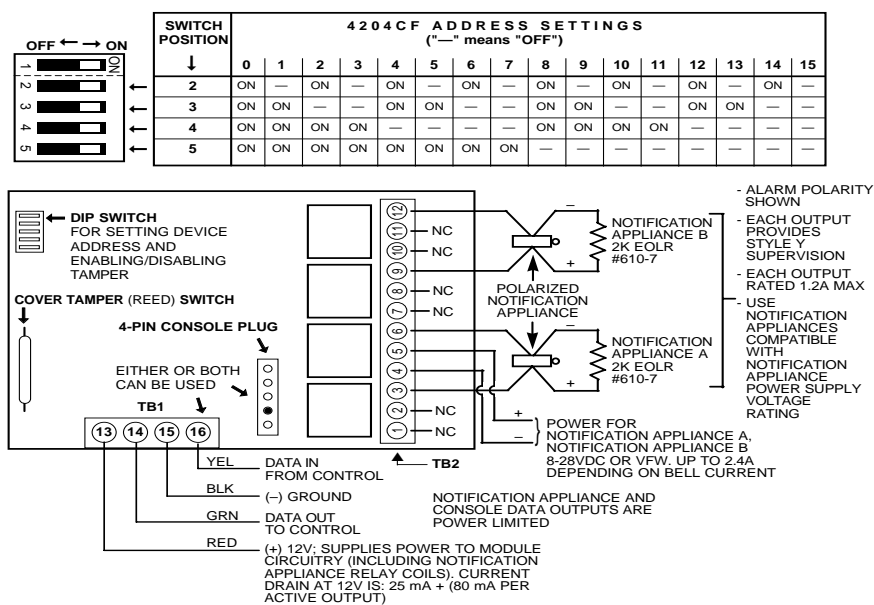 OFF ← → ON
1 ON
2
3
4
5
SWITCH POSITION ↓
4204CF ADDRESS SETTINGS
("—" means "OFF")
0 1 2 3 4 5 6 7 8 9 10 11 12 13 14 15
2 ON — ON — ON — ON — ON — ON — ON — ON —
3 ON ON — — ON ON — — ON ON — — ON ON — —
4 ON ON ON ON — — — — ON ON ON ON — — — —
5 ON ON ON ON ON ON ON ON — — — — — — — —
DIP SWITCH
FOR SETTING DEVICE
ADDRESS AND
ENABLING/DISABLING
TAMPER
COVER TAMPER (REED) SWITCH
4-PIN CONSOLE PLUG
EITHER OR BOTH
CAN BE USED
TB1
13 14 15 16
12
11 NC
10 NC
9
8 NC
7 NC
6
5
4
3
2 NC
1 NC
TB2
–
+
NOTIFICATION
APPLIANCE B
2K EOLR
#610-7
POLARIZED
NOTIFICATION
APPLIANCE
–
+
NOTIFICATION
APPLIANCE A
2K EOLR
#610-7
- ALARM POLARITY
SHOWN
- EACH OUTPUT
PROVIDES
STYLE Y
SUPERVISION
- EACH OUTPUT
RATED 1.2A MAX
- USE
NOTIFICATION
APPLIANCES
COMPATIBLE
WITH
NOTIFICATION
APPLIANCE
POWER SUPPLY
VOLTAGE
RATING
+
–
POWER FOR
NOTIFICATION APPLIANCE A,
NOTIFICATION APPLIANCE B
8-28VDC OR VFW. UP TO 2.4A
DEPENDING ON BELL CURRENT
YEL DATA IN
FROM CONTROL
BLK (–) GROUND
GRN DATA OUT
TO CONTROL
RED (+) 12V; SUPPLIES POWER TO MODULE
CIRCUITRY (INCLUDING NOTIFICATION
APPLIANCE RELAY COILS). CURRENT
DRAIN AT 12V IS: 25 mA + (80 mA PER
ACTIVE OUTPUT)
NOTIFICATION APPLIANCE AND
CONSOLE DATA OUTPUTS ARE
POWER LIMITED